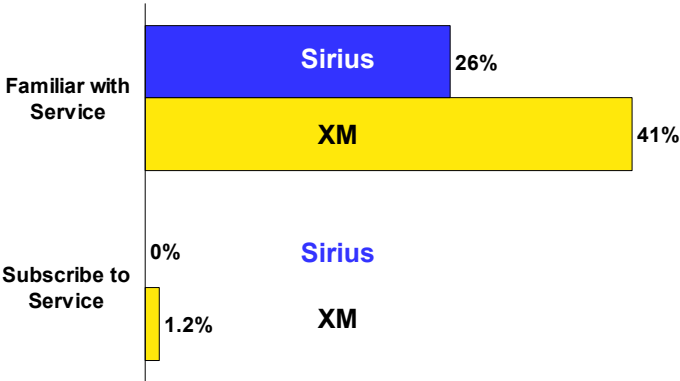 Sirius
26%
Familiar with
Service
XM
41%
0%
Sirius
Subscribe to
Service
XM
1.2%